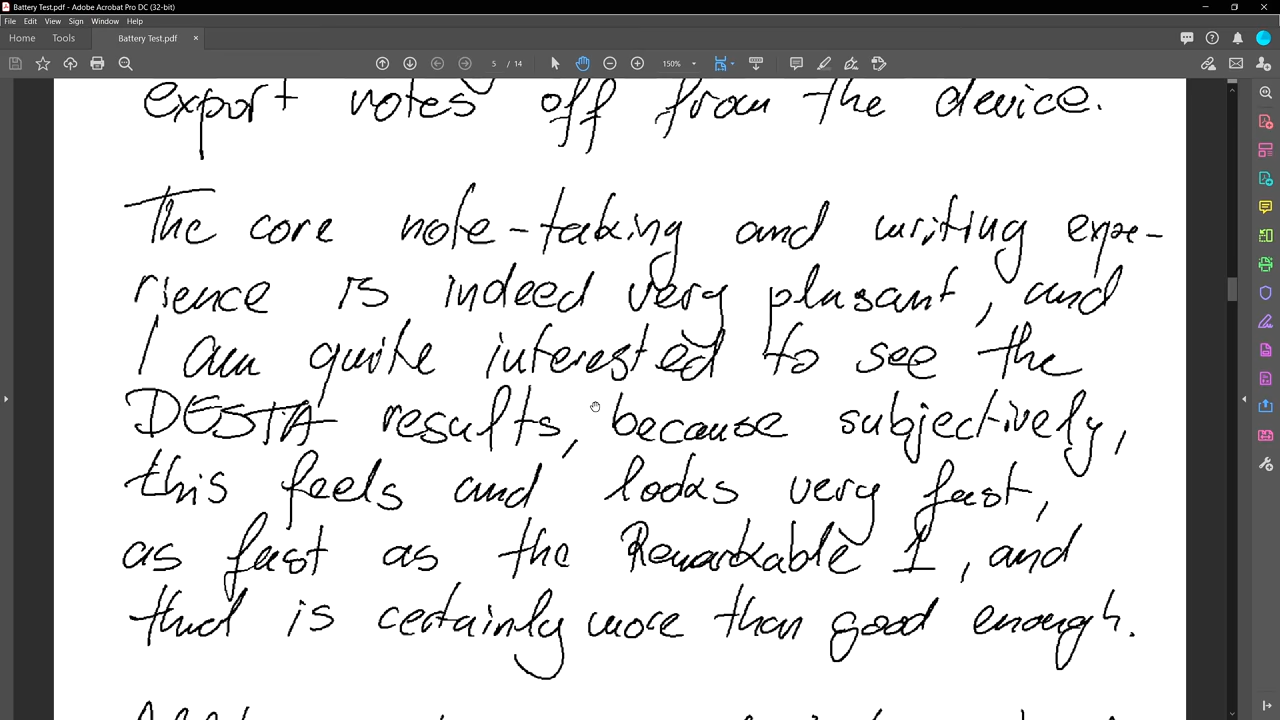 Battery Test.pdf - Adobe Acrobat Pro DC (32-bit)
File Edit View Sign Window Help
Home Tools Battery Test.pdf ×
5 / 14 150%
export notes off from the device.
The core note-taking and writing expe-
rience is indeed very plasant, and
I am quite interested to see the
DESTA results, because subjectively,
this feels and looks very fast,
as fast as the Remarkable 1, and
that is certainly more than good enough.